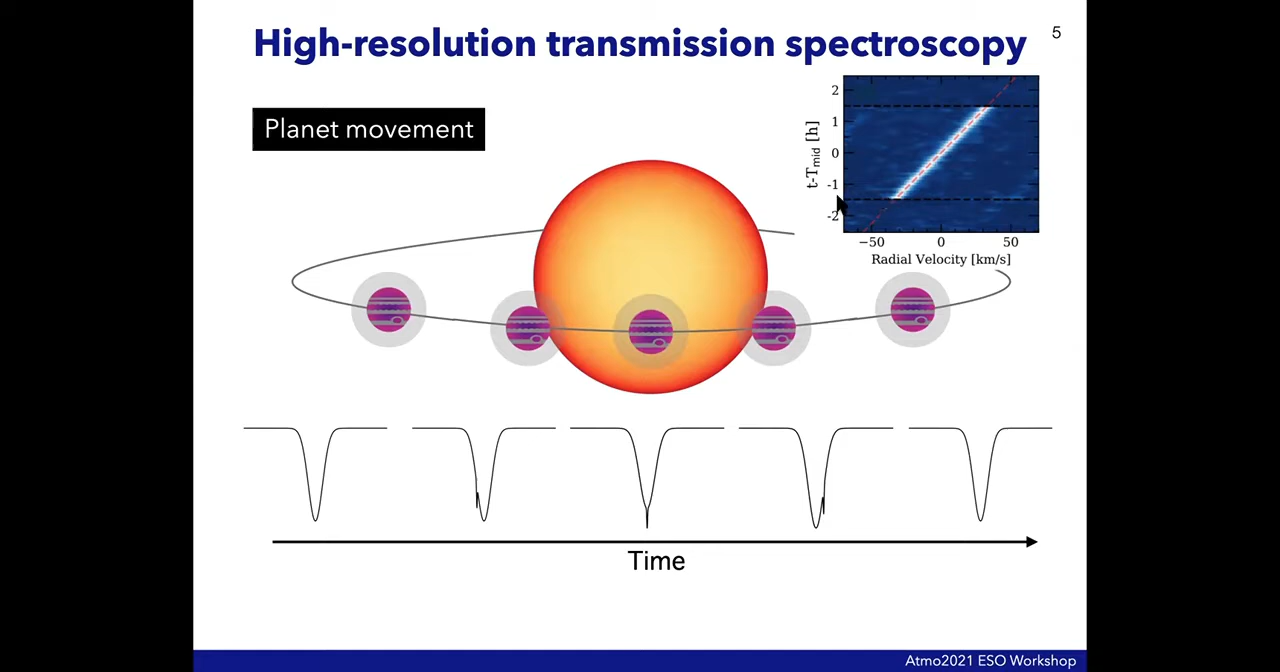 High-resolution transmission spectroscopy
5
Planet movement
t-Tmid [h]
2
1
0
-1
-2
−50 0 50
Radial Velocity [km/s]
Time
Atmo2021 ESO Workshop